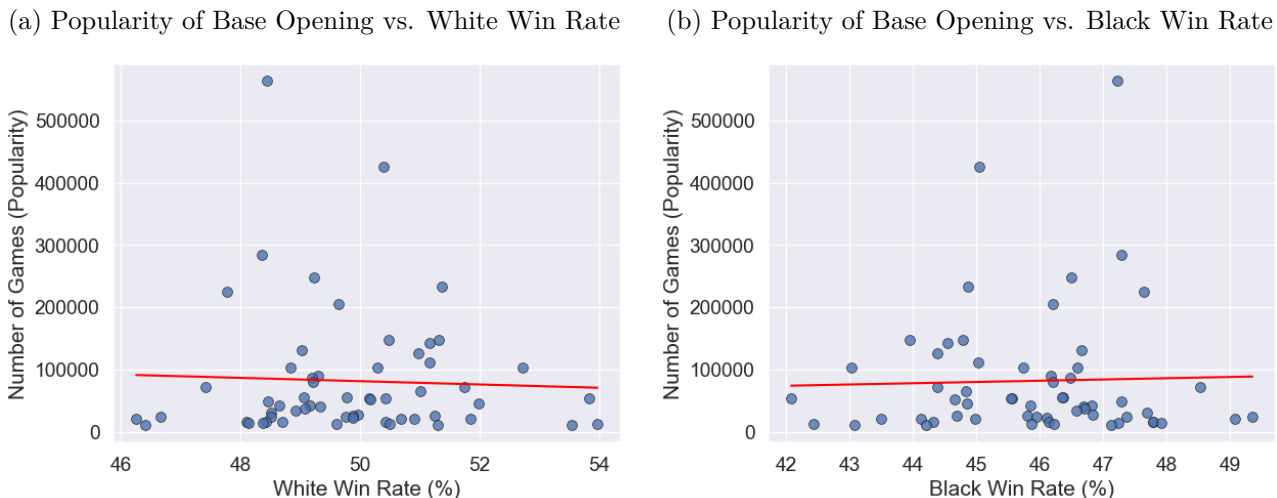 (a) Popularity of Base Opening vs. White Win Rate
(b) Popularity of Base Opening vs. Black Win Rate
Number of Games (Popularity)
500000
400000
300000
200000
100000
0
46 48 50 52 54
White Win Rate (%)
Number of Games (Popularity)
500000
400000
300000
200000
100000
0
42 43 44 45 46 47 48 49
Black Win Rate (%)